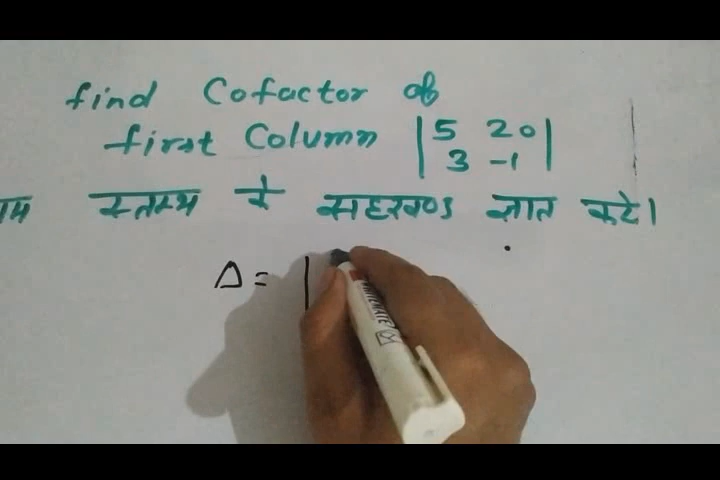 find Cofactor of
first Column | 5 20 |
| 3 -1 |
स्तम्भ के सहखण्ड ज्ञात करे।
Δ = |